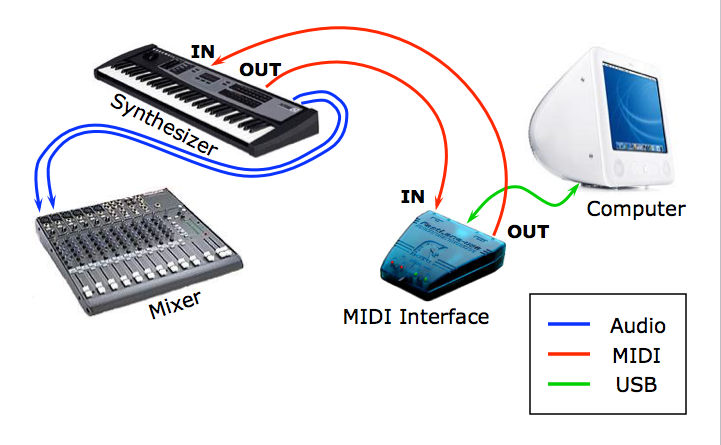 IN
OUT
Synthesizer
IN
OUT
Computer
Mixer
MIDI Interface
Audio
MIDI
USB